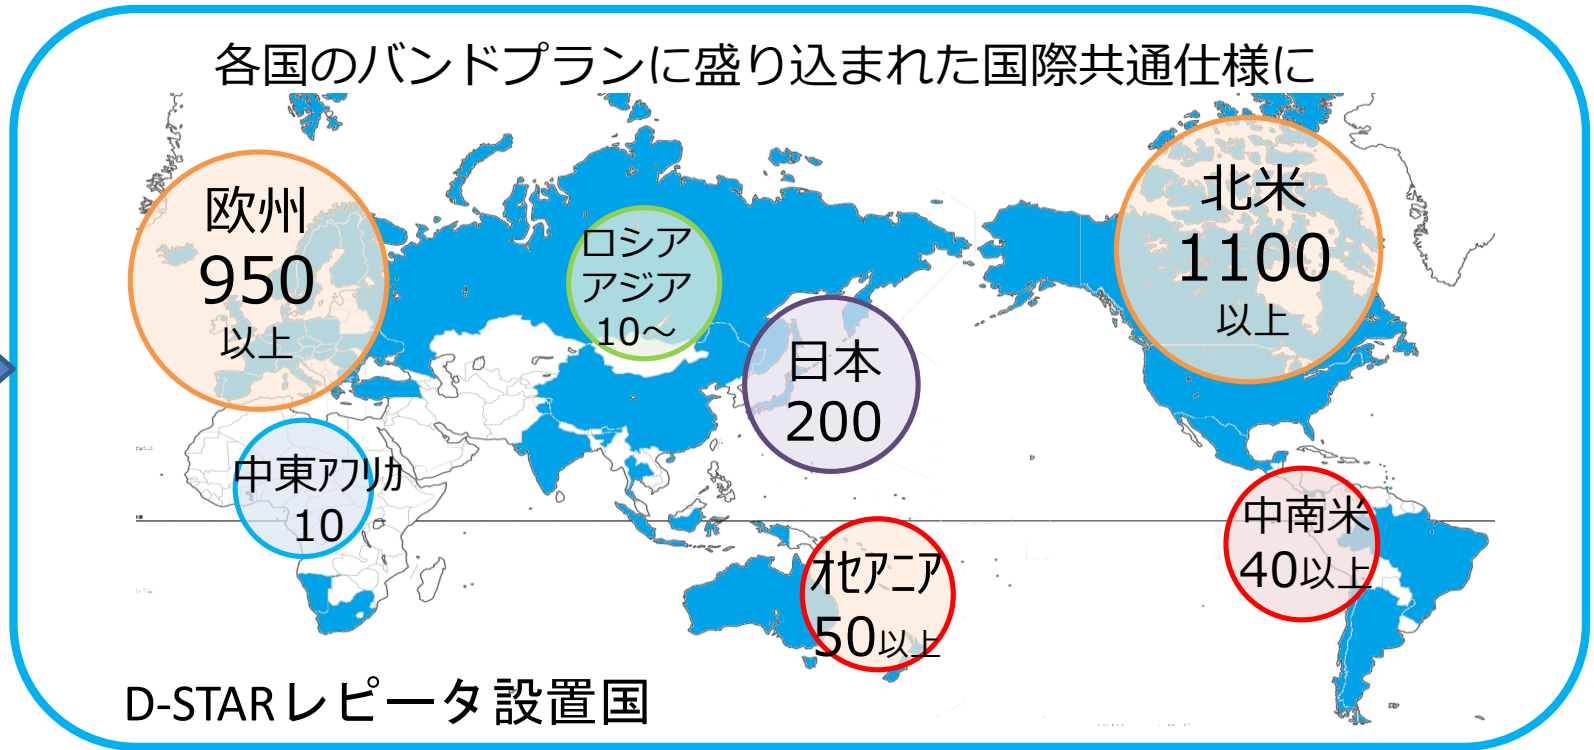 各国のバンドプランに盛り込まれた国際共通仕様に
欧州
950
以上
ロシア
アジア
10～
日本
200
北米
1100
以上
中東ｱﾌﾘｶ
10
ｵｾｱﾆｱ
50以上
中南米
40以上
D-STARレピータ設置国